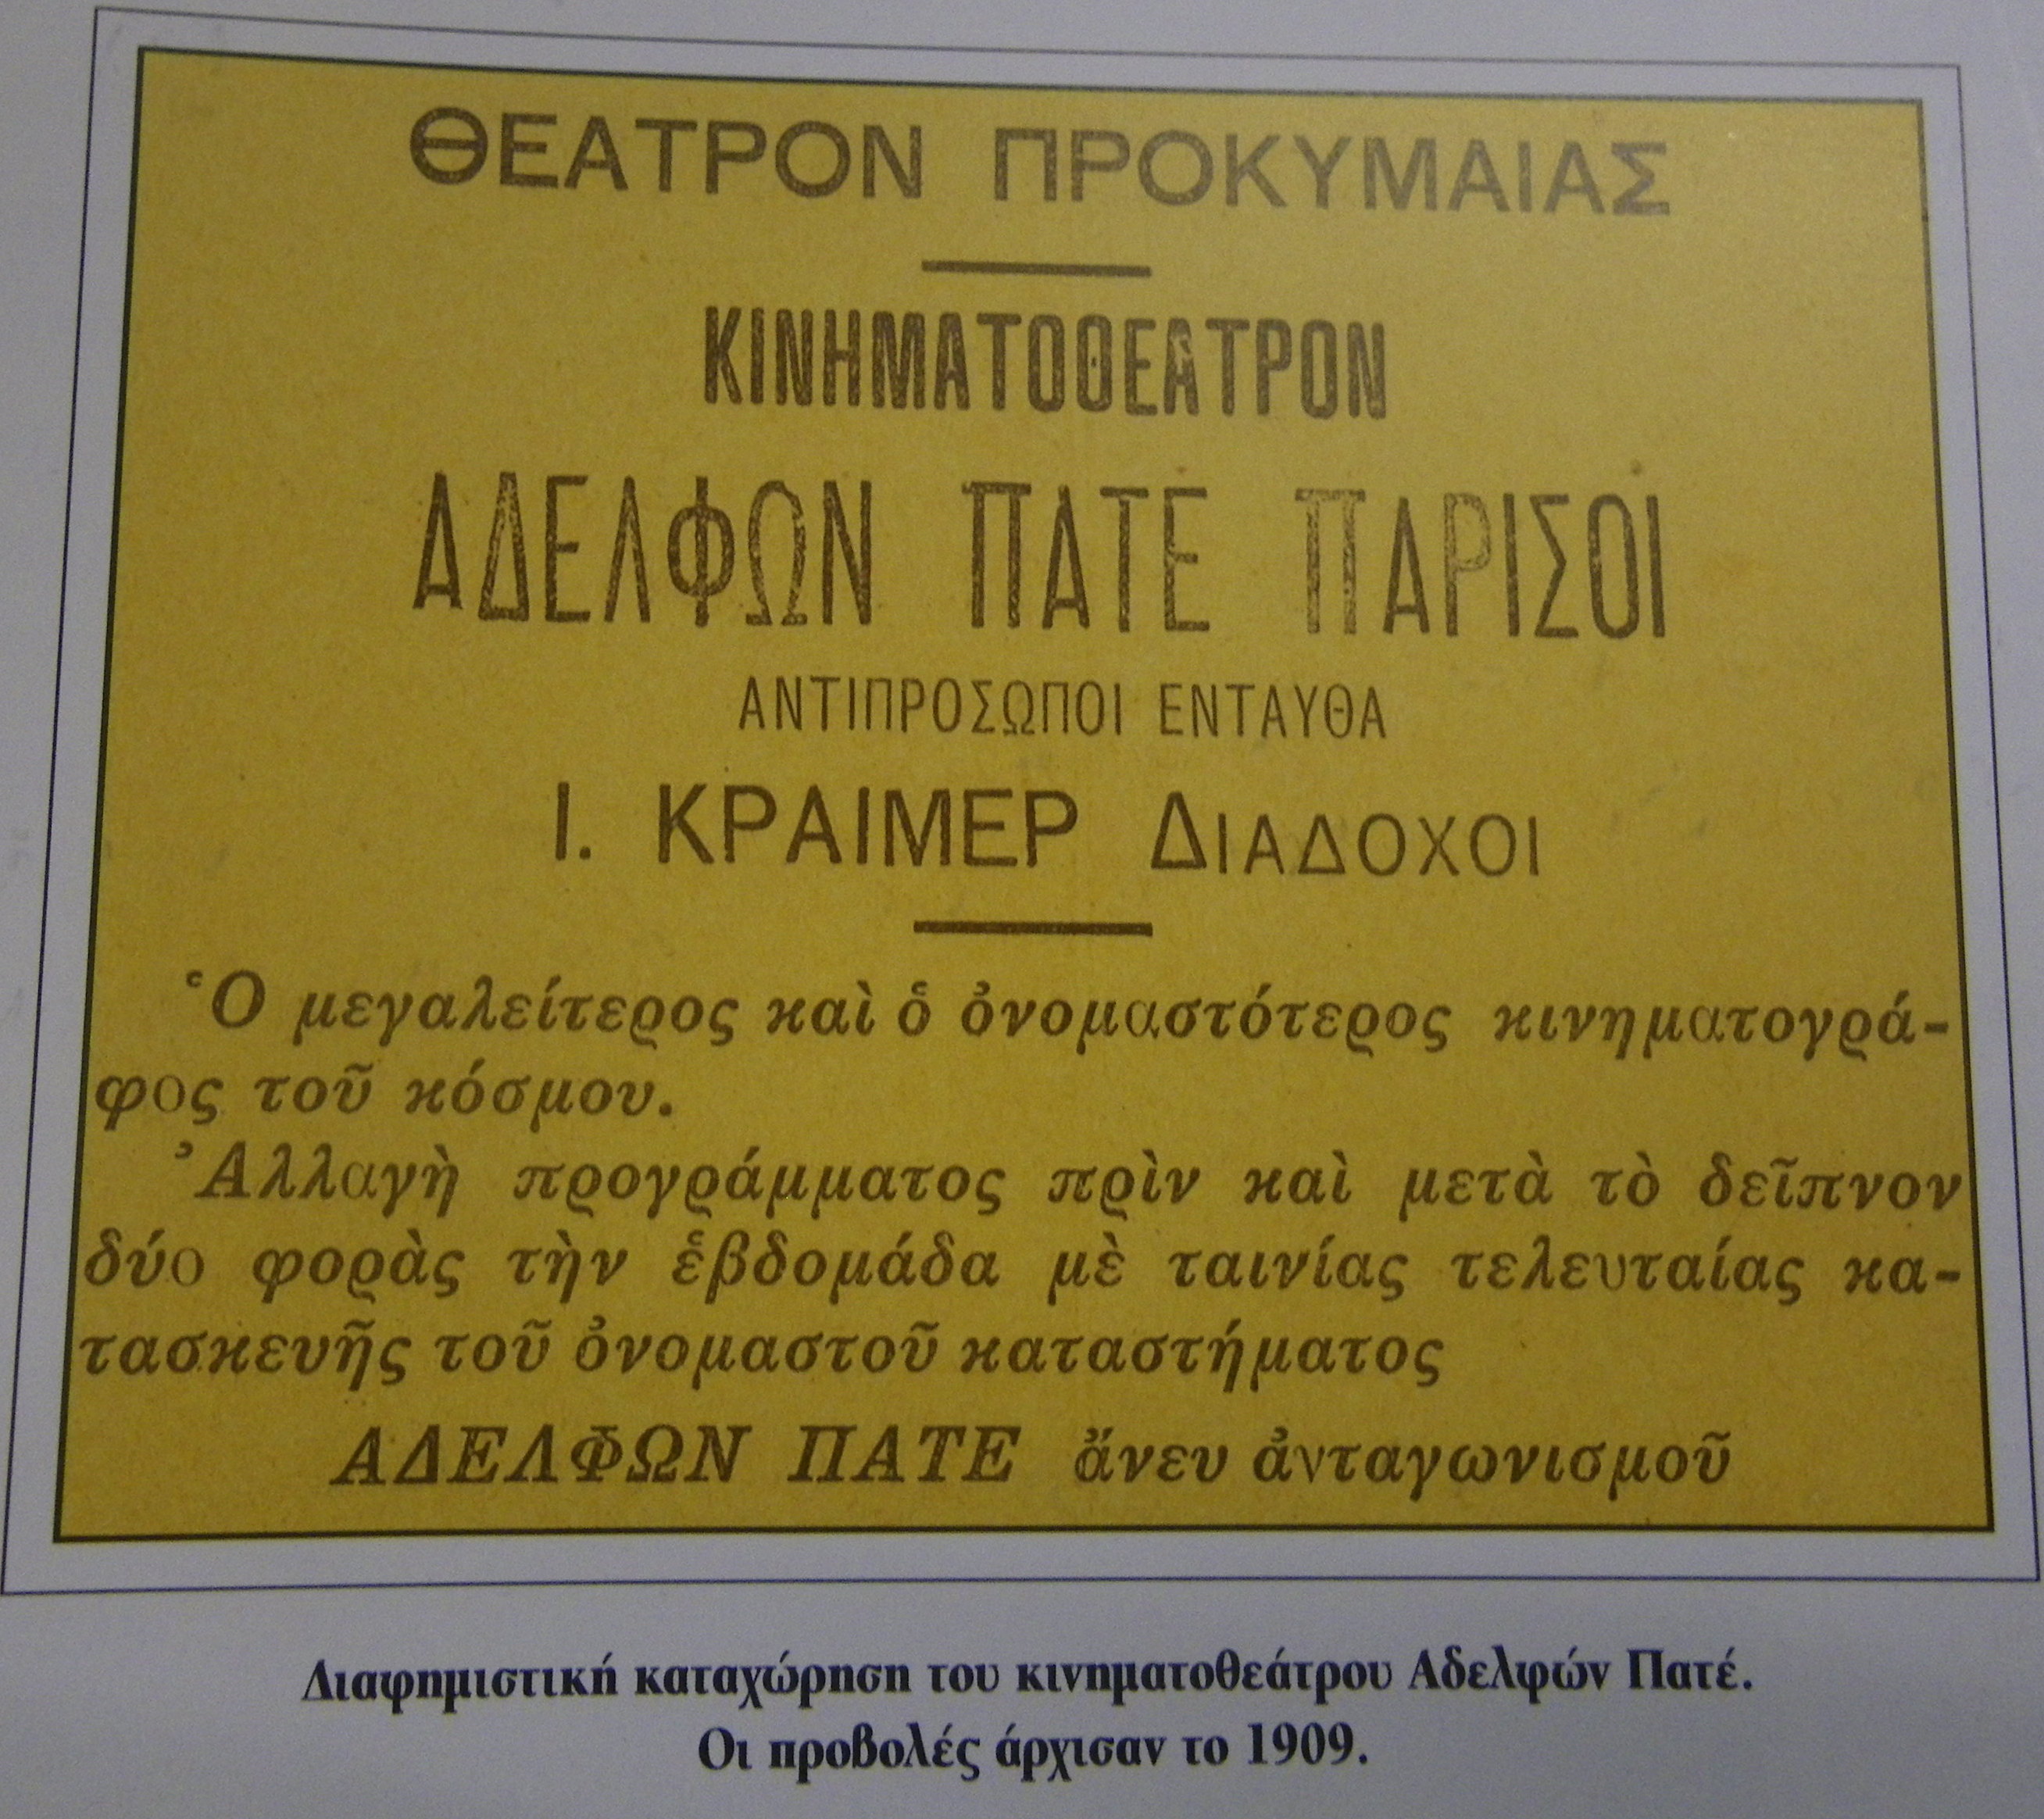 ΘΕΑΤΡΟΝ ΠΡΟΚΥΜΑΙΑΣ
ΚΙΝΗΜΑΤΟΘΕΑΤΡΟΝ
ΑΔΕΛΦΩΝ ΠΑΤΕ ΠΑΡΙΣΟΙ
ΑΝΤΙΠΡΟΣΩΠΟΙ ΕΝΤΑΥΘΑ
Ι. ΚΡΑΙΜΕΡ ΔΙΑΔΟΧΟΙ
Ὁ μεγαλείτερος καὶ ὁ ὀνομαστότερος κινηματογρά-
φος τοῦ κόσμου.
Ἀλλαγὴ προγράμματος πρὶν καὶ μετὰ τὸ δεῖπνον
δύο φορὰς τὴν ἑβδομάδα μὲ ταινίας τελευταίας κα-
τασκευῆς τοῦ ὀνομαστοῦ καταστήματος
ΑΔΕΛΦΩΝ ΠΑΤΕ ἄνευ ἀνταγωνισμοῦ
Διαφημιστική καταχώρηση του κινηματοθεάτρου Αδελφών Πατέ.
Οι προβολές άρχισαν το 1909.